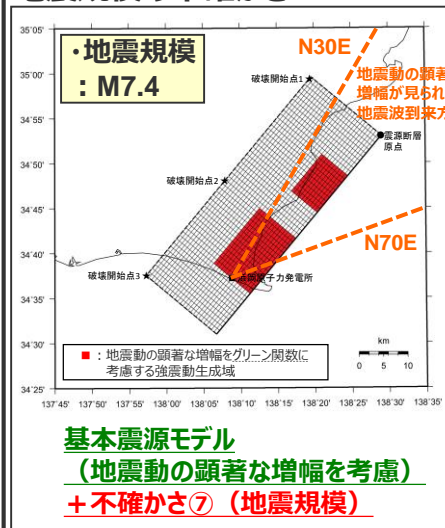 ・地震規模
：M7.4
N30E
地震動の顕著
増幅が見られ
地震波到来方
震源断層
原点
破壊開始点1
破壊開始点2
破壊開始点3
N70E
子力発電所
km
0 5 10
■：地震動の顕著な増幅をグリーン関数に
考慮する強震動生成域
35°05'
35°00'
34°55'
34°50'
34°45'
34°40'
34°35'
34°30'
34°25'
137°45' 137°50' 137°55' 138°00' 138°05' 138°10' 138°15' 138°20' 138°25' 138°30' 138°35'
基本震源モデル
（地震動の顕著な増幅を考慮）
＋不確かさ⑦（地震規模）